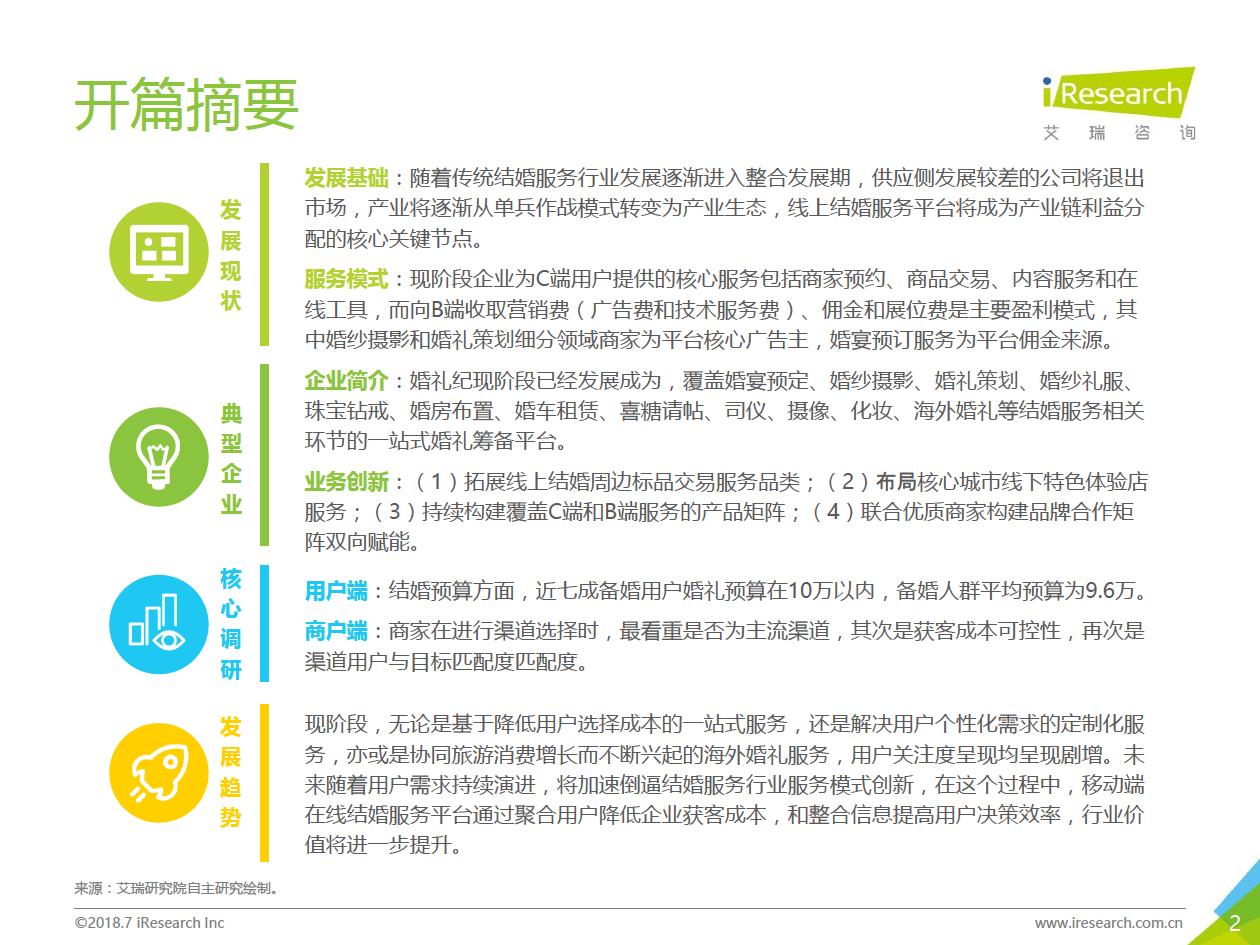 开篇摘要
iResearch
艾瑞咨询
发展现状
发展基础：随着传统结婚服务行业发展逐渐进入整合发展期，供应侧发展较差的公司将退出
市场，产业将逐渐从单兵作战模式转变为产业生态，线上结婚服务平台将成为产业链利益分
配的核心关键节点。
服务模式：现阶段企业为C端用户提供的核心服务包括商家预约、商品交易、内容服务和在
线工具，而向B端收取营销费（广告费和技术服务费）、佣金和展位费是主要盈利模式，其
中婚纱摄影和婚礼策划细分领域商家为平台核心广告主，婚宴预订服务为平台佣金来源。
典型企业
企业简介：婚礼纪现阶段已经发展成为，覆盖婚宴预定、婚纱摄影、婚礼策划、婚纱礼服、
珠宝钻戒、婚房布置、婚车租赁、喜糖请帖、司仪、摄像、化妆、海外婚礼等结婚服务相关
环节的一站式婚礼筹备平台。
业务创新：（1）拓展线上结婚周边标品交易服务品类；（2）布局核心城市线下特色体验店
服务；（3）持续构建覆盖C端和B端服务的产品矩阵；（4）联合优质商家构建品牌合作矩
阵双向赋能。
核心调研
用户端：结婚预算方面，近七成备婚用户婚礼预算在10万以内，备婚人群平均预算为9.6万。
商户端：商家在进行渠道选择时，最看重是否为主流渠道，其次是获客成本可控性，再次是
渠道用户与目标匹配度匹配度。
发展趋势
现阶段，无论是基于降低用户选择成本的一站式服务，还是解决用户个性化需求的定制化服
务，亦或是协同旅游消费增长而不断兴起的海外婚礼服务，用户关注度呈现均呈现剧增。未
来随着用户需求持续演进，将加速倒逼结婚服务行业服务模式创新，在这个过程中，移动端
在线结婚服务平台通过聚合用户降低企业获客成本，和整合信息提高用户决策效率，行业价
值将进一步提升。
来源：艾瑞研究院自主研究绘制。
©2018.7 iResearch Inc
www.iresearch.com.cn
2